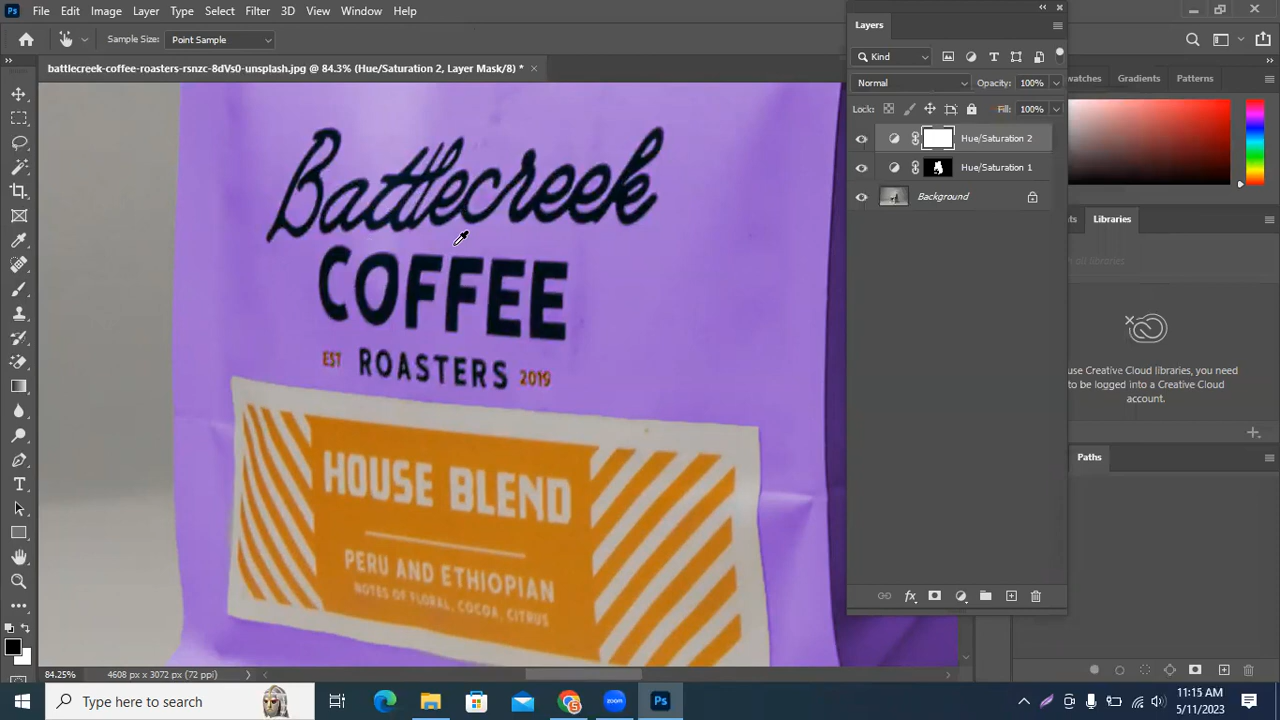 File Edit Image Layer Type Select Filter 3D View Window Help
Sample Size: Point Sample
battlecreek-coffee-roasters-rsnzc-8dVs0-unsplash.jpg @ 84.3% (Hue/Saturation 2, Layer Mask/8) *
Layers
Kind
Normal Opacity: 100%
Lock: Fill: 100%
Hue/Saturation 2
Hue/Saturation 1
Background
watches Gradients Patterns
Libraries
use Creative Cloud libraries, you
need to be logged into a Creative Cloud
account.
Paths
Battlecreek
COFFEE
EST ROASTERS 2019
HOUSE BLEND
PERU AND ETHIOPIAN
NOTES OF FLORAL, COCOA, CITRUS
84.25% 4608 px x 3072 px (72 ppi)
Type here to search
zoom
Ps
1:15 AM
5/11/2023